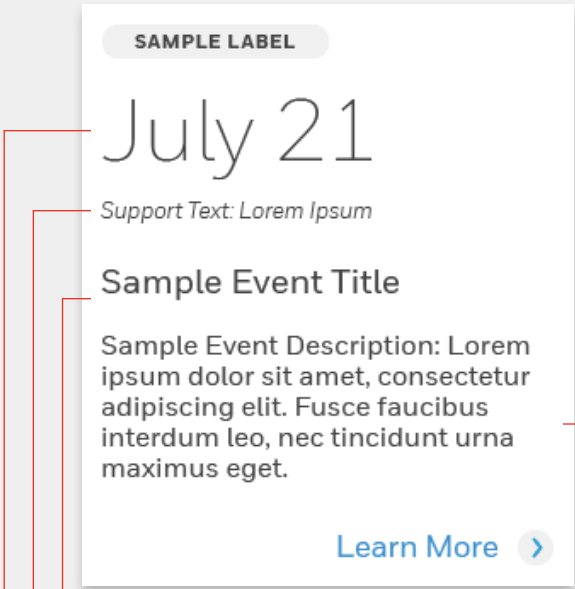 SAMPLE LABEL
July 21
Support Text: Lorem Ipsum
Sample Event Title
Sample Event Description: Lorem
ipsum dolor sit amet, consectetur
adipiscing elit. Fusce faucibus
interdum leo, nec tincidunt urna
maximus eget.
Learn More